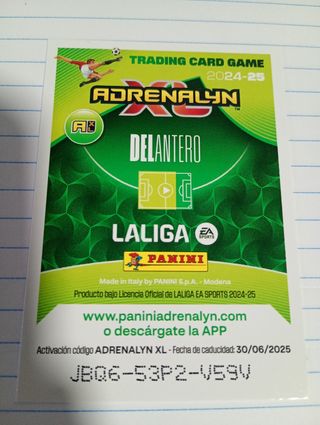 TRADING CARD GAME
2024-25
ADRENALYN
XL™
DELANTERO
LALIGA EA SPORTS
PANINI
Made in Italy by PANINI S.p.A. - Modena
Producto bajo Licencia Oficial de LALIGA EA SPORTS 2024-25
www.paniniadrenalyn.com
o descárgate la APP
Activación código ADRENALYN XL - Fecha de caducidad: 30/06/2025
JBQ6-53P2-V59V